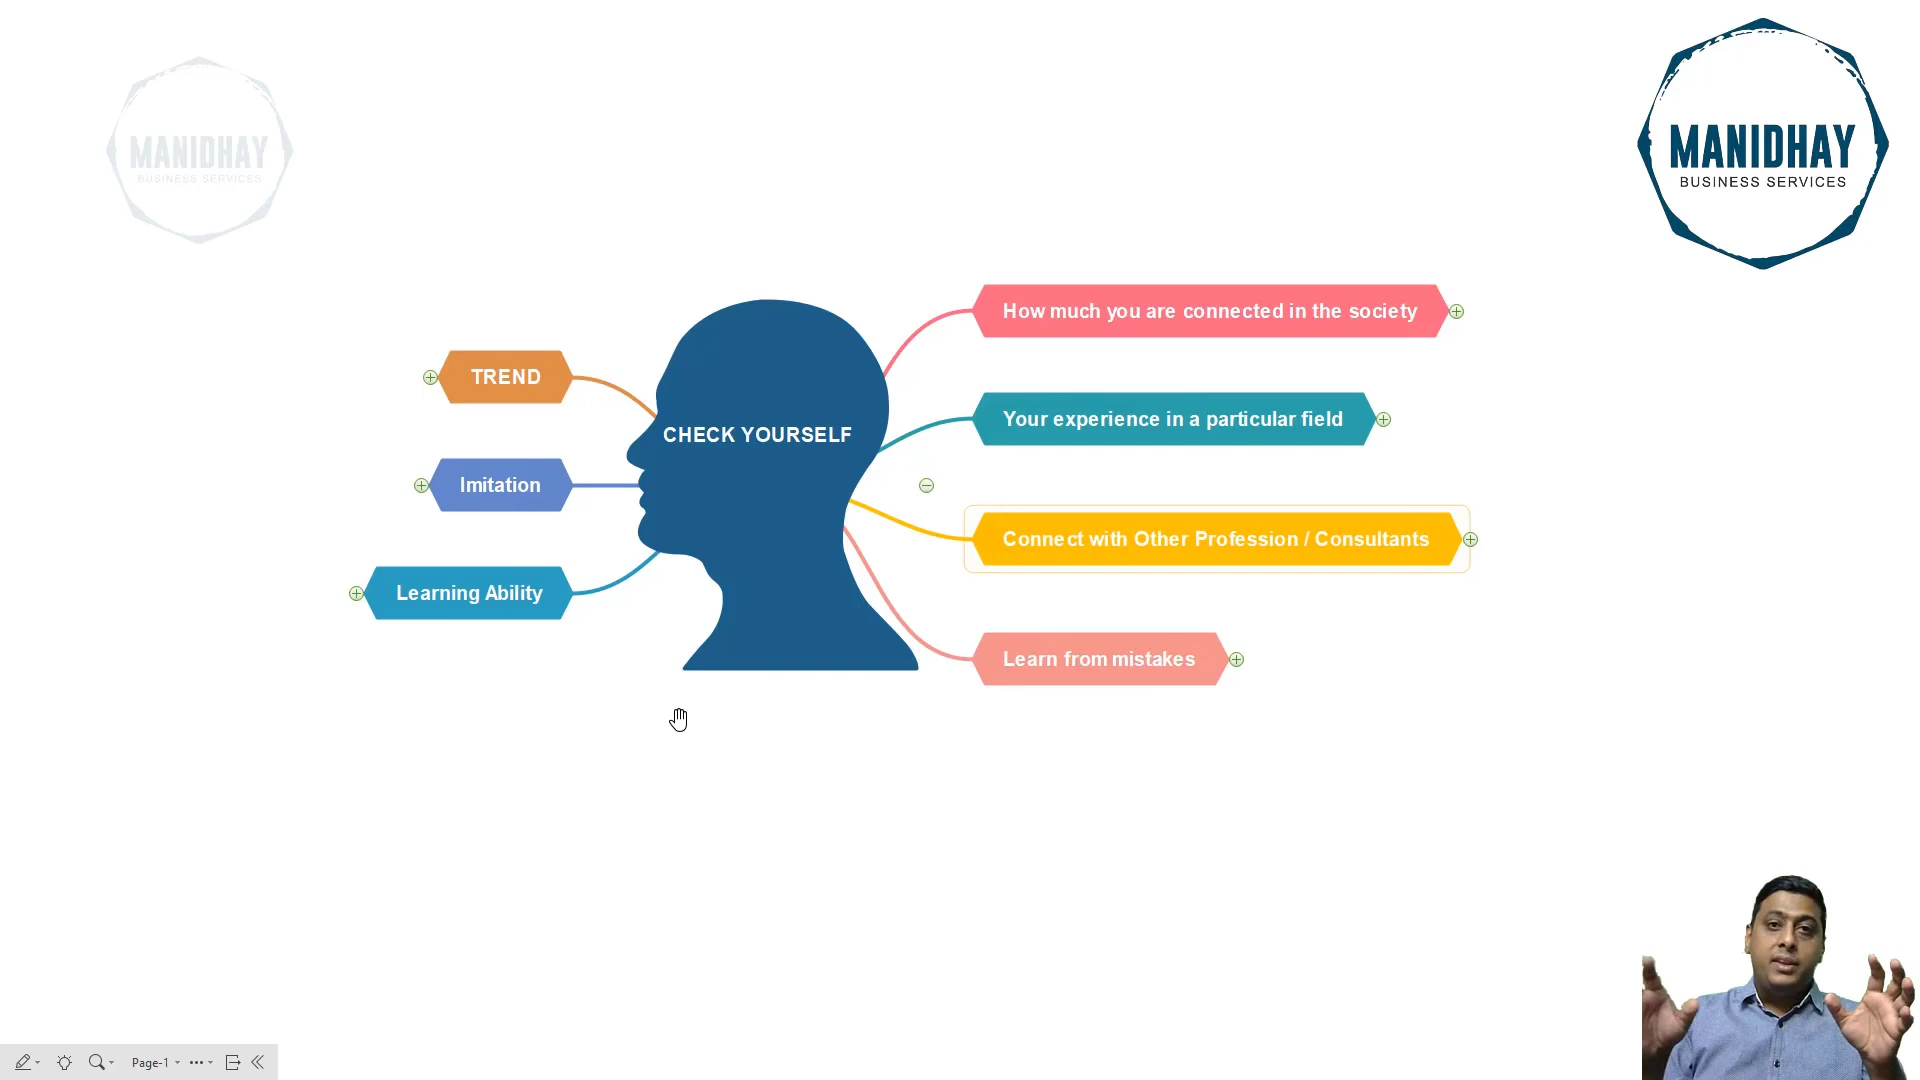 MANIDHAY
BUSINESS SERVICES
MANIDHAY
BUSINESS SERVICES
How much you are connected in the society
TREND
Your experience in a particular field
CHECK YOURSELF
Imitation
Connect with Other Profession / Consultants
Learning Ability
Learn from mistakes
Page-1